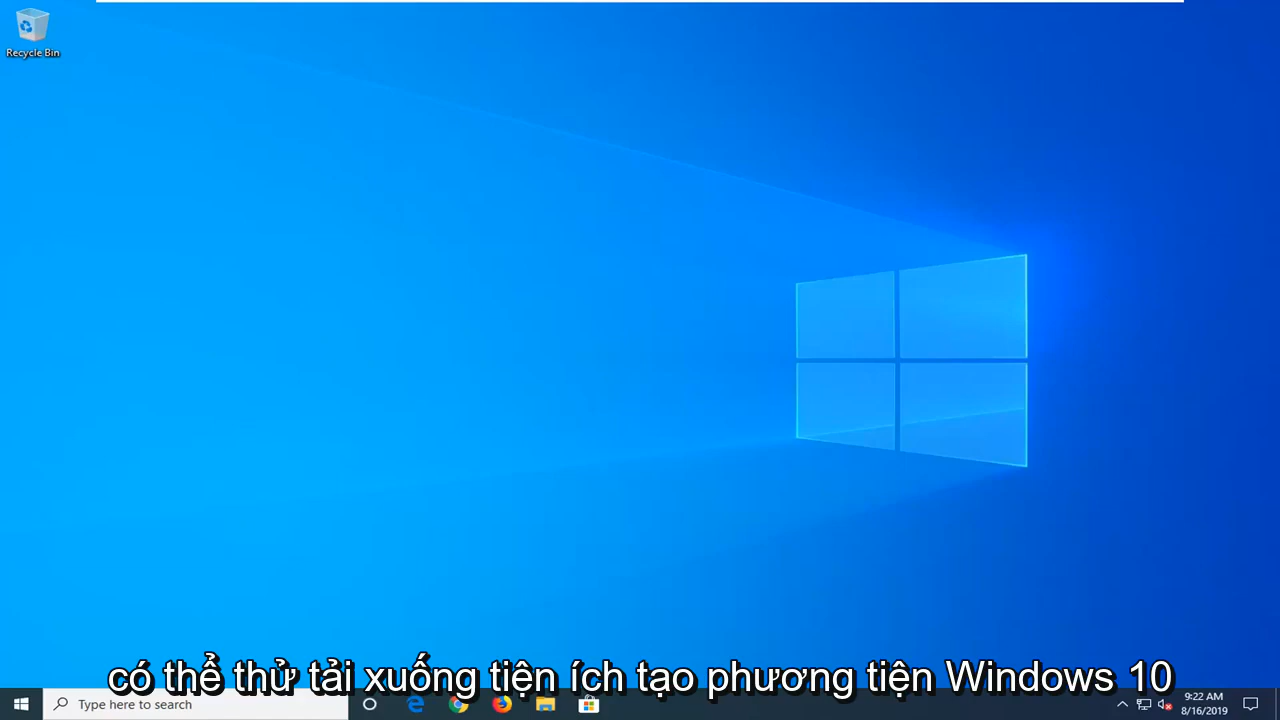 Recycle Bin
có thể thử tải xuống tiện ích tạo phương tiện Windows 10
Type here to search
9:22 AM
8/16/2019